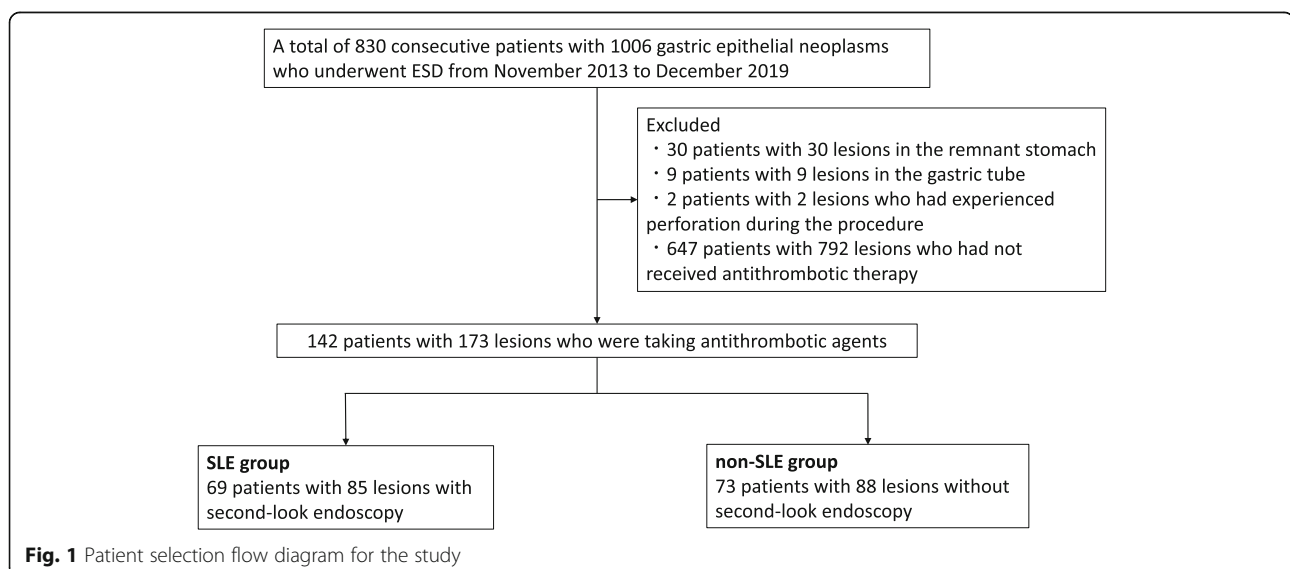 A total of 830 consecutive patients with 1006 gastric epithelial neoplasms
who underwent ESD from November 2013 to December 2019
Excluded
・30 patients with 30 lesions in the remnant stomach
・9 patients with 9 lesions in the gastric tube
・2 patients with 2 lesions who had experienced
perforation during the procedure
・647 patients with 792 lesions who had not
received antithrombotic therapy
142 patients with 173 lesions who were taking antithrombotic agents
SLE group
69 patients with 85 lesions with
second-look endoscopy
non-SLE group
73 patients with 88 lesions without
second-look endoscopy
Fig. 1 Patient selection flow diagram for the study